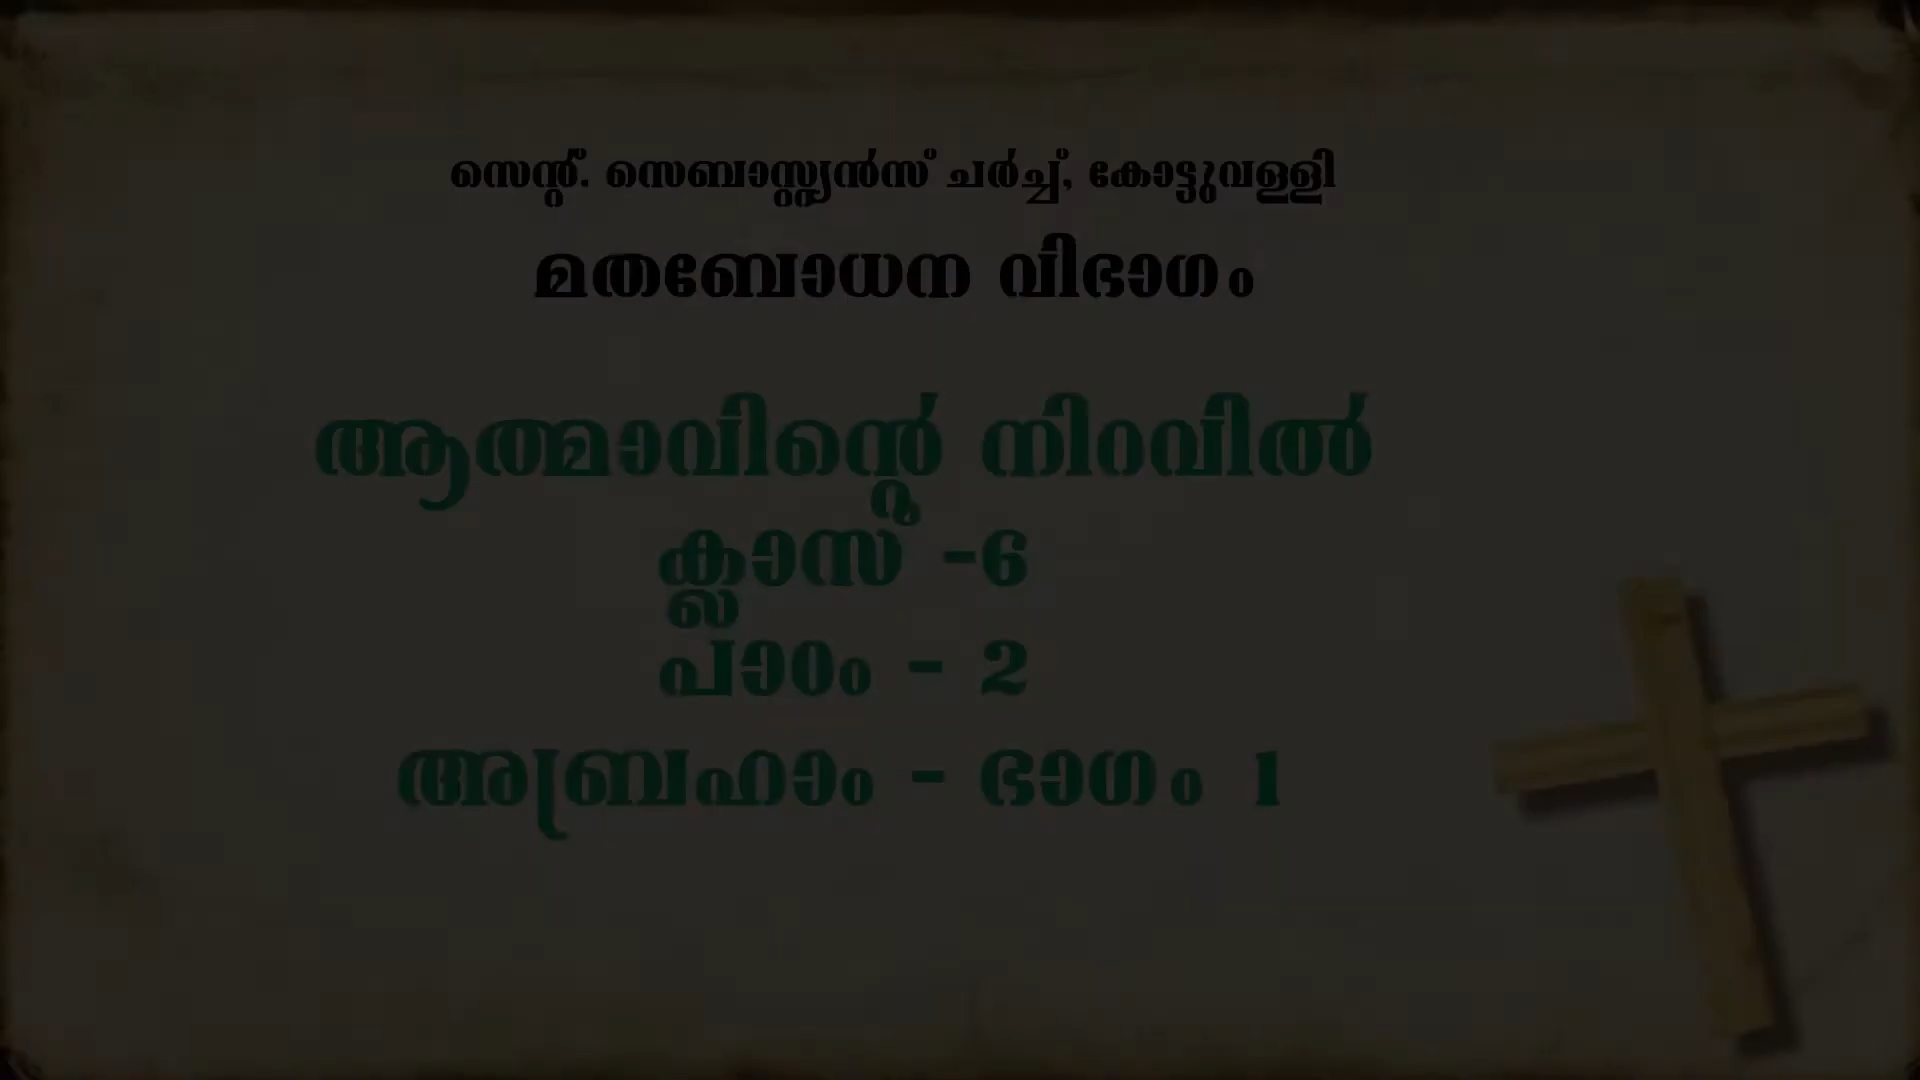 സെന്റ്. സെബാസ്റ്റ്യൻസ് ചർച്ച്, കോട്ടുവള്ളി
മതബോധന വിഭാഗം
ആത്മാവിന്റെ നിറവിൽ
ക്ലാസ് -6
പാഠം - 2
അബ്രഹാം - ഭാഗം 1